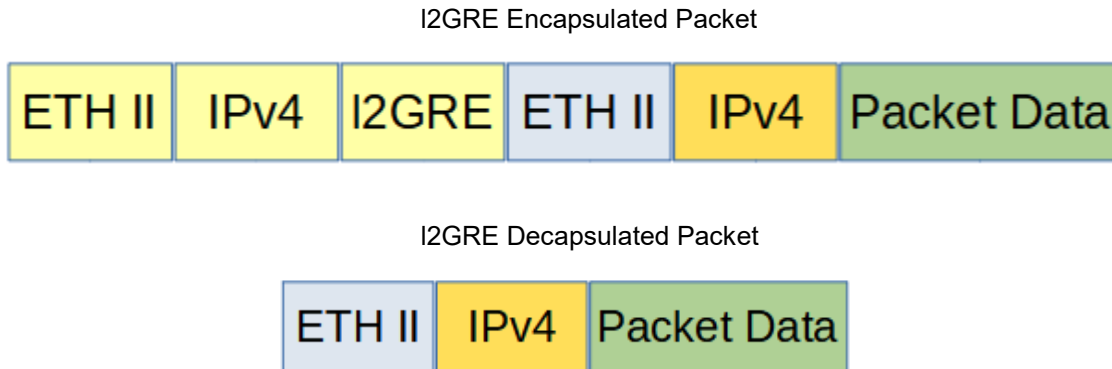 l2GRE Encapsulated Packet
ETH II IPv4 l2GRE ETH II IPv4 Packet Data
l2GRE Decapsulated Packet
ETH II IPv4 Packet Data